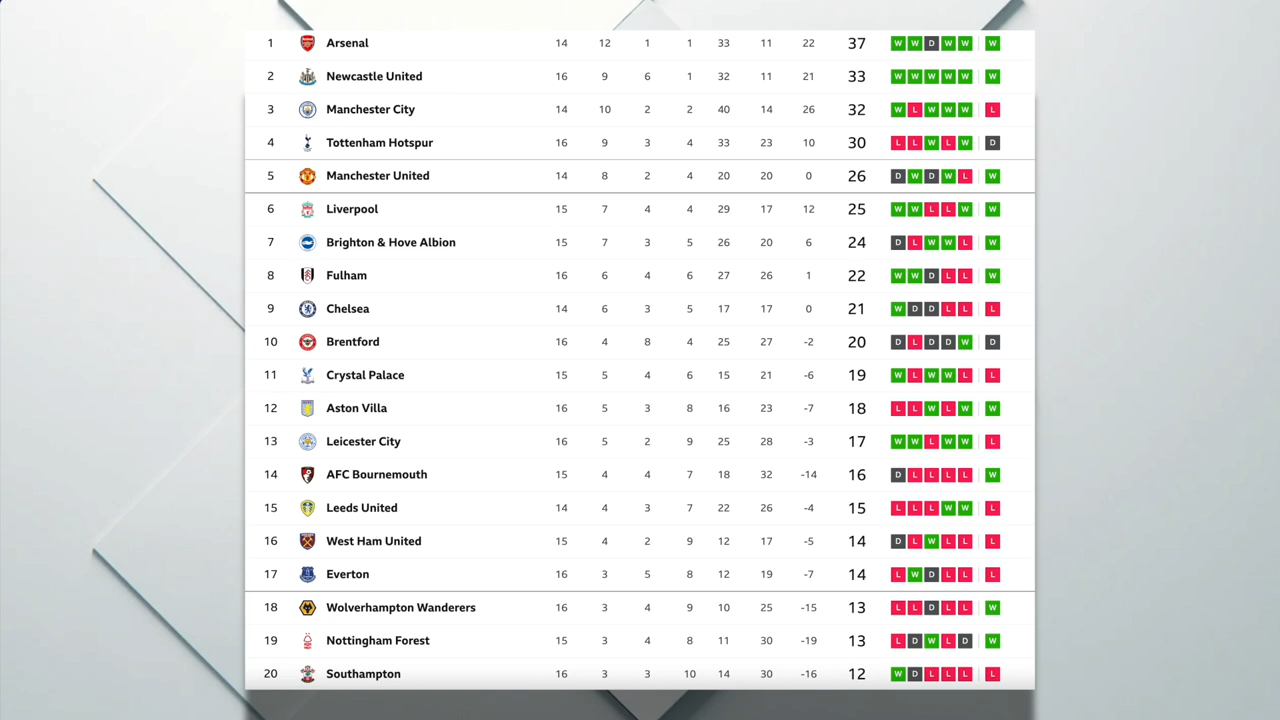 1 Arsenal 14 12 1 1 33 11 22 37 W W D W W W
2 Newcastle United 16 9 6 1 32 11 21 33 W W W W W W
3 Manchester City 14 10 2 2 40 14 26 32 W L W W W L
4 Tottenham Hotspur 16 9 3 4 33 23 10 30 L L W L W D
5 Manchester United 14 8 2 4 20 20 0 26 D W D W L W
6 Liverpool 15 7 4 4 29 17 12 25 W W L L W W
7 Brighton & Hove Albion 15 7 3 5 26 20 6 24 D L W W L W
8 Fulham 16 6 4 6 27 26 1 22 W W D L L W
9 Chelsea 14 6 3 5 17 17 0 21 W D D L L L
10 Brentford 16 4 8 4 25 27 -2 20 D L D D W D
11 Crystal Palace 15 5 4 6 15 21 -6 19 W L W W L L
12 Aston Villa 16 5 3 8 16 23 -7 18 L L W L W W
13 Leicester City 16 5 2 9 25 28 -3 17 W W L W W L
14 AFC Bournemouth 15 4 4 7 18 32 -14 16 D L L L L W
15 Leeds United 14 4 3 7 22 26 -4 15 L L L W W L
16 West Ham United 15 4 2 9 12 17 -5 14 D L W L L L
17 Everton 16 3 5 8 12 19 -7 14 L W D L L L
18 Wolverhampton Wanderers 16 3 4 9 10 25 -15 13 L L D L L W
19 Nottingham Forest 15 3 4 8 11 30 -19 13 L D W L D W
20 Southampton 16 3 3 10 14 30 -16 12 W D L L L L